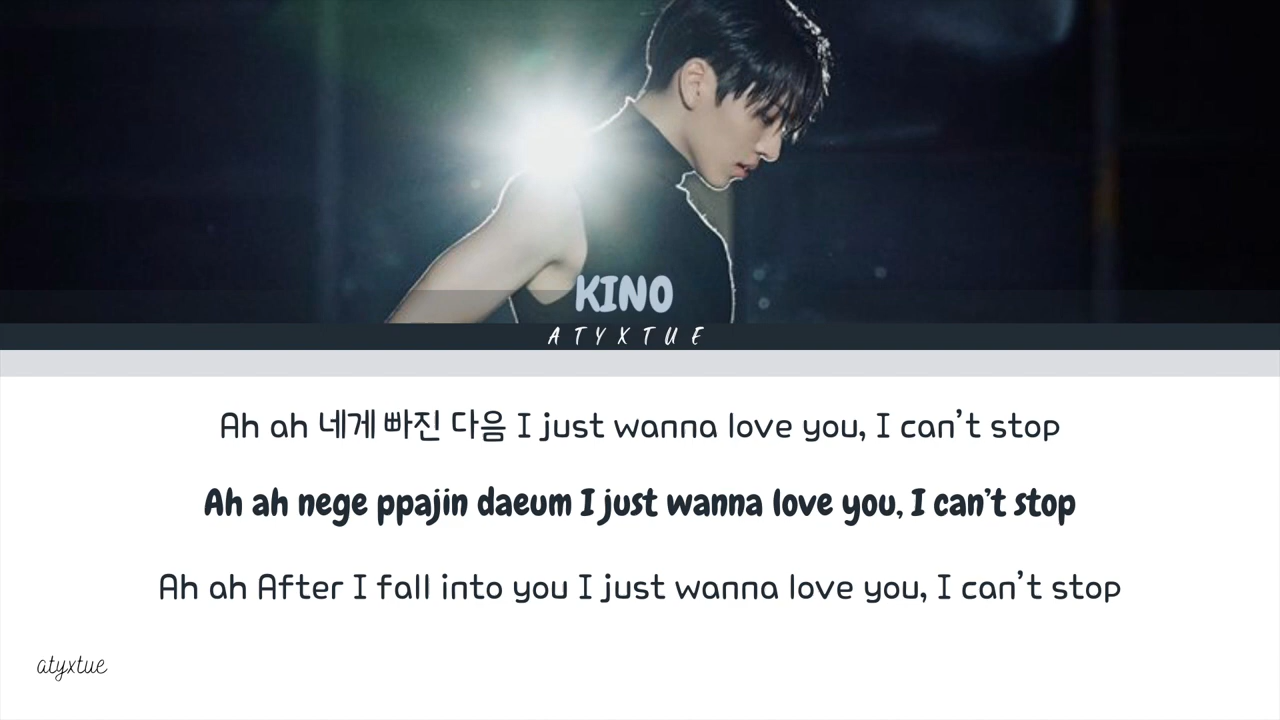 KINO
ATYXTUE
Ah ah 네게 빠진 다음 I just wanna love you, I can't stop
Ah ah nege ppajin daeum I just wanna love you, I can't stop
Ah ah After I fall into you I just wanna love you, I can't stop
atyxtue